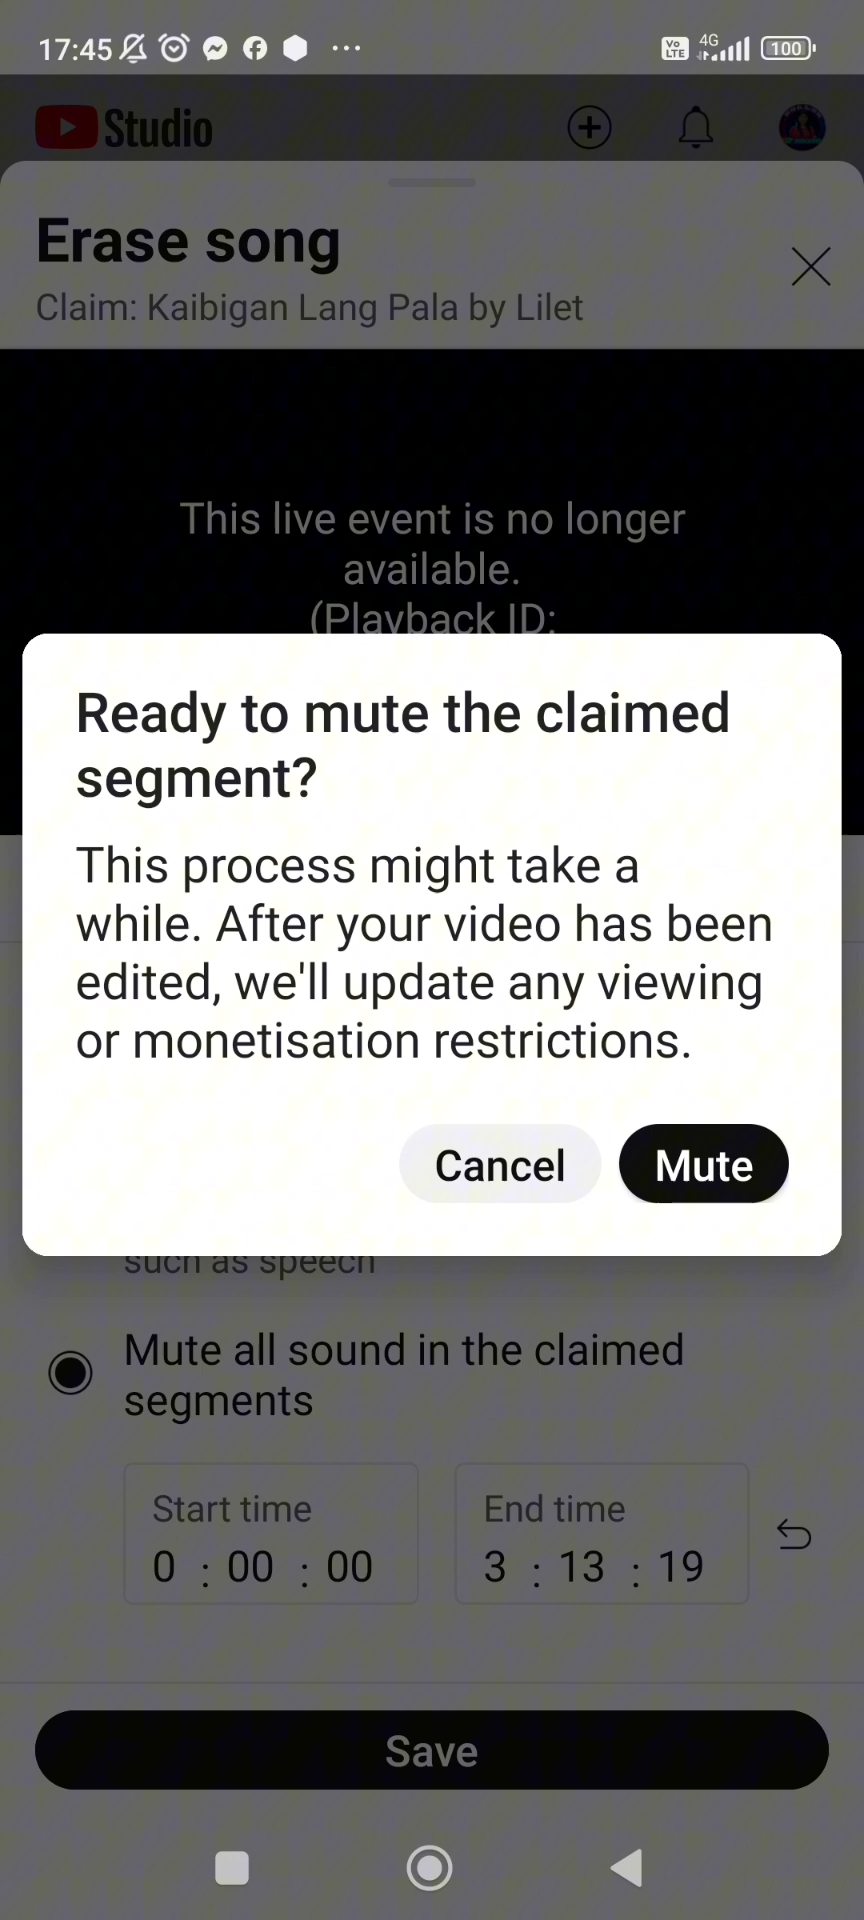 17:45
Vo LTE 4G 100
Studio
Erase song
Claim: Kaibigan Lang Pala by Lilet
This live event is no longer
available.
(Playback ID:
Ready to mute the claimed
segment?
This process might take a
while. After your video has been
edited, we'll update any viewing
or monetisation restrictions.
Cancel Mute
such as speech
Mute all sound in the claimed
segments
Start time End time
0 : 00 : 00 3 : 13 : 19
Save